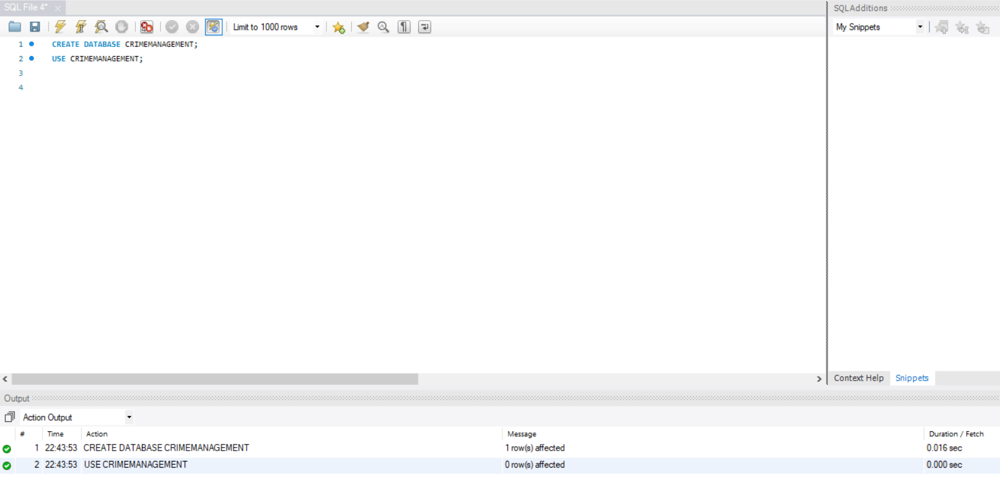 SQL File 4*
SQLAdditions
Limit to 1000 rows
My Snippets
1 CREATE DATABASE CRIMEMANAGEMENT;
2 USE CRIMEMANAGEMENT;
3
4
Context Help Snippets
Output
Action Output
# Time Action Message Duration / Fetch
1 22:43:53 CREATE DATABASE CRIMEMANAGEMENT 1 row(s) affected 0.016 sec
2 22:43:53 USE CRIMEMANAGEMENT 0 row(s) affected 0.000 sec